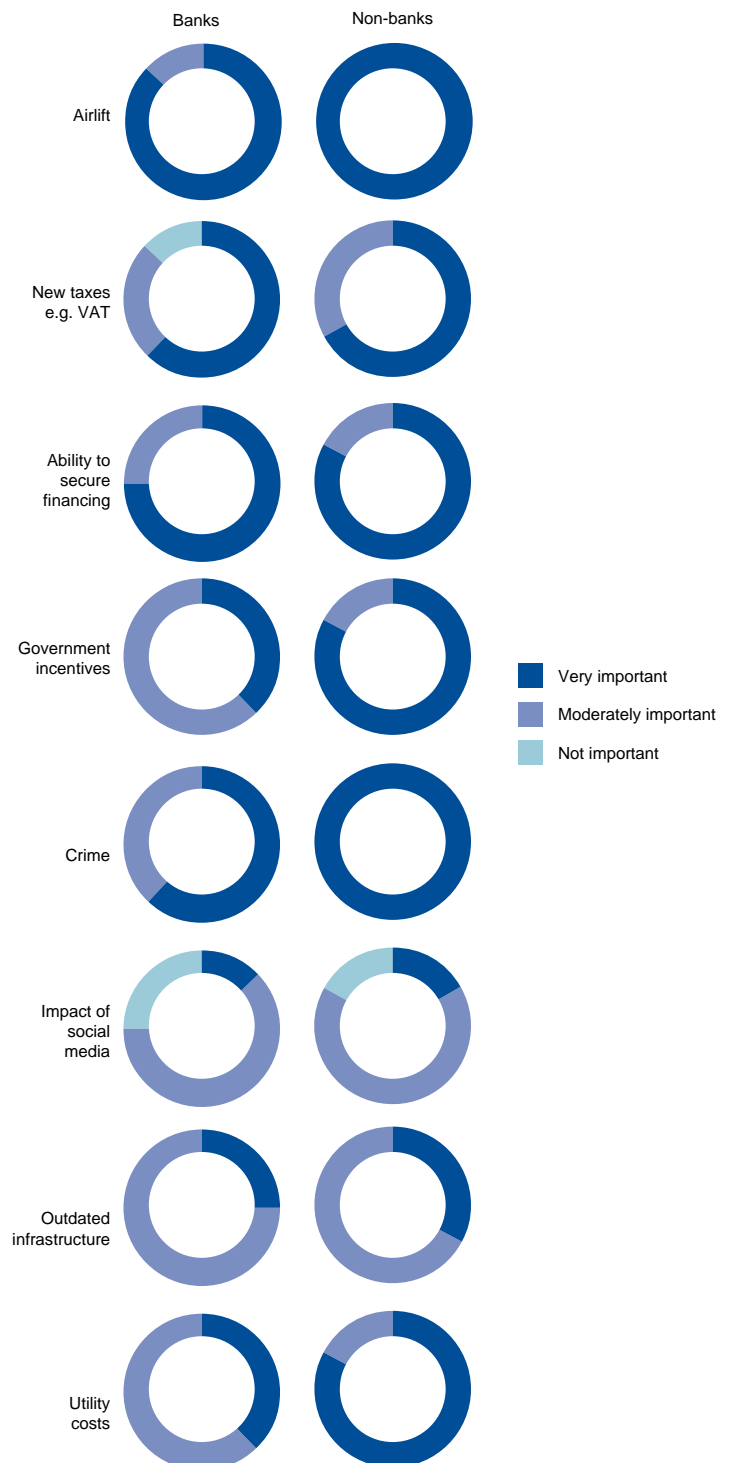 Banks
Non-banks
Airlift
New taxes
e.g. VAT
Ability to
secure
financing
Government
incentives
Very important
Moderately important
Not important
Crime
Impact of
social
media
Outdated
infrastructure
Utility
costs